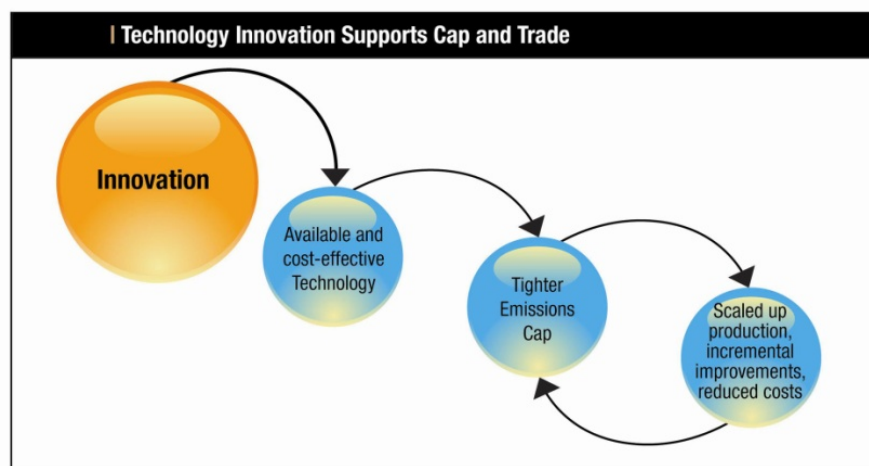 Technology Innovation Supports Cap and Trade
Innovation
Available and
cost-effective
Technology
Tighter
Emissions
Cap
Scaled up
production,
incremental
improvements,
reduced costs